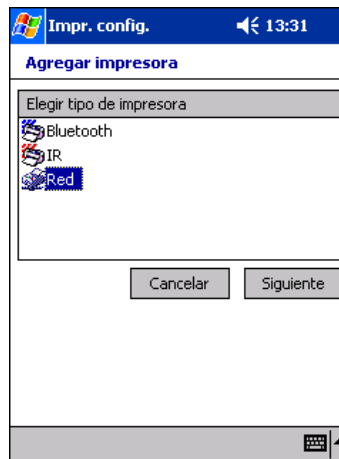 Impr. config. 13:31
Agregar impresora
Elegir tipo de impresora
Bluetooth
IR
Red
Cancelar Siguiente